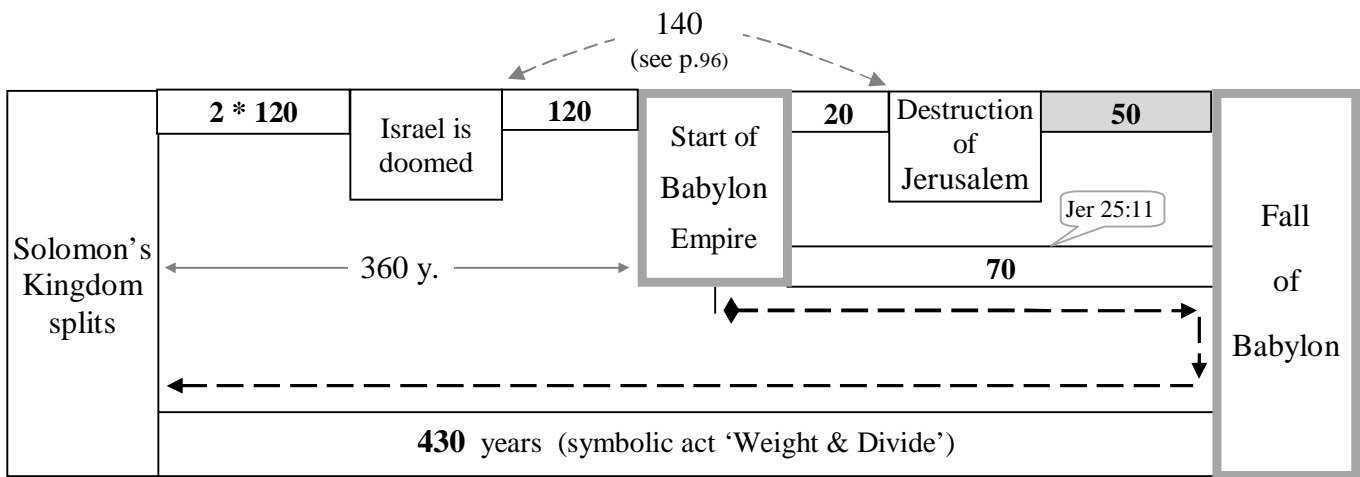 140
(see p.96)
2 * 120
Israel is
doomed
120
Start of
Babylon
Empire
20
Destruction
of
Jerusalem
50
Jer 25:11
Fall
of
Babylon
Solomon’s
Kingdom
splits
360 y.
70
430 years (symbolic act ‘Weight & Divide’)